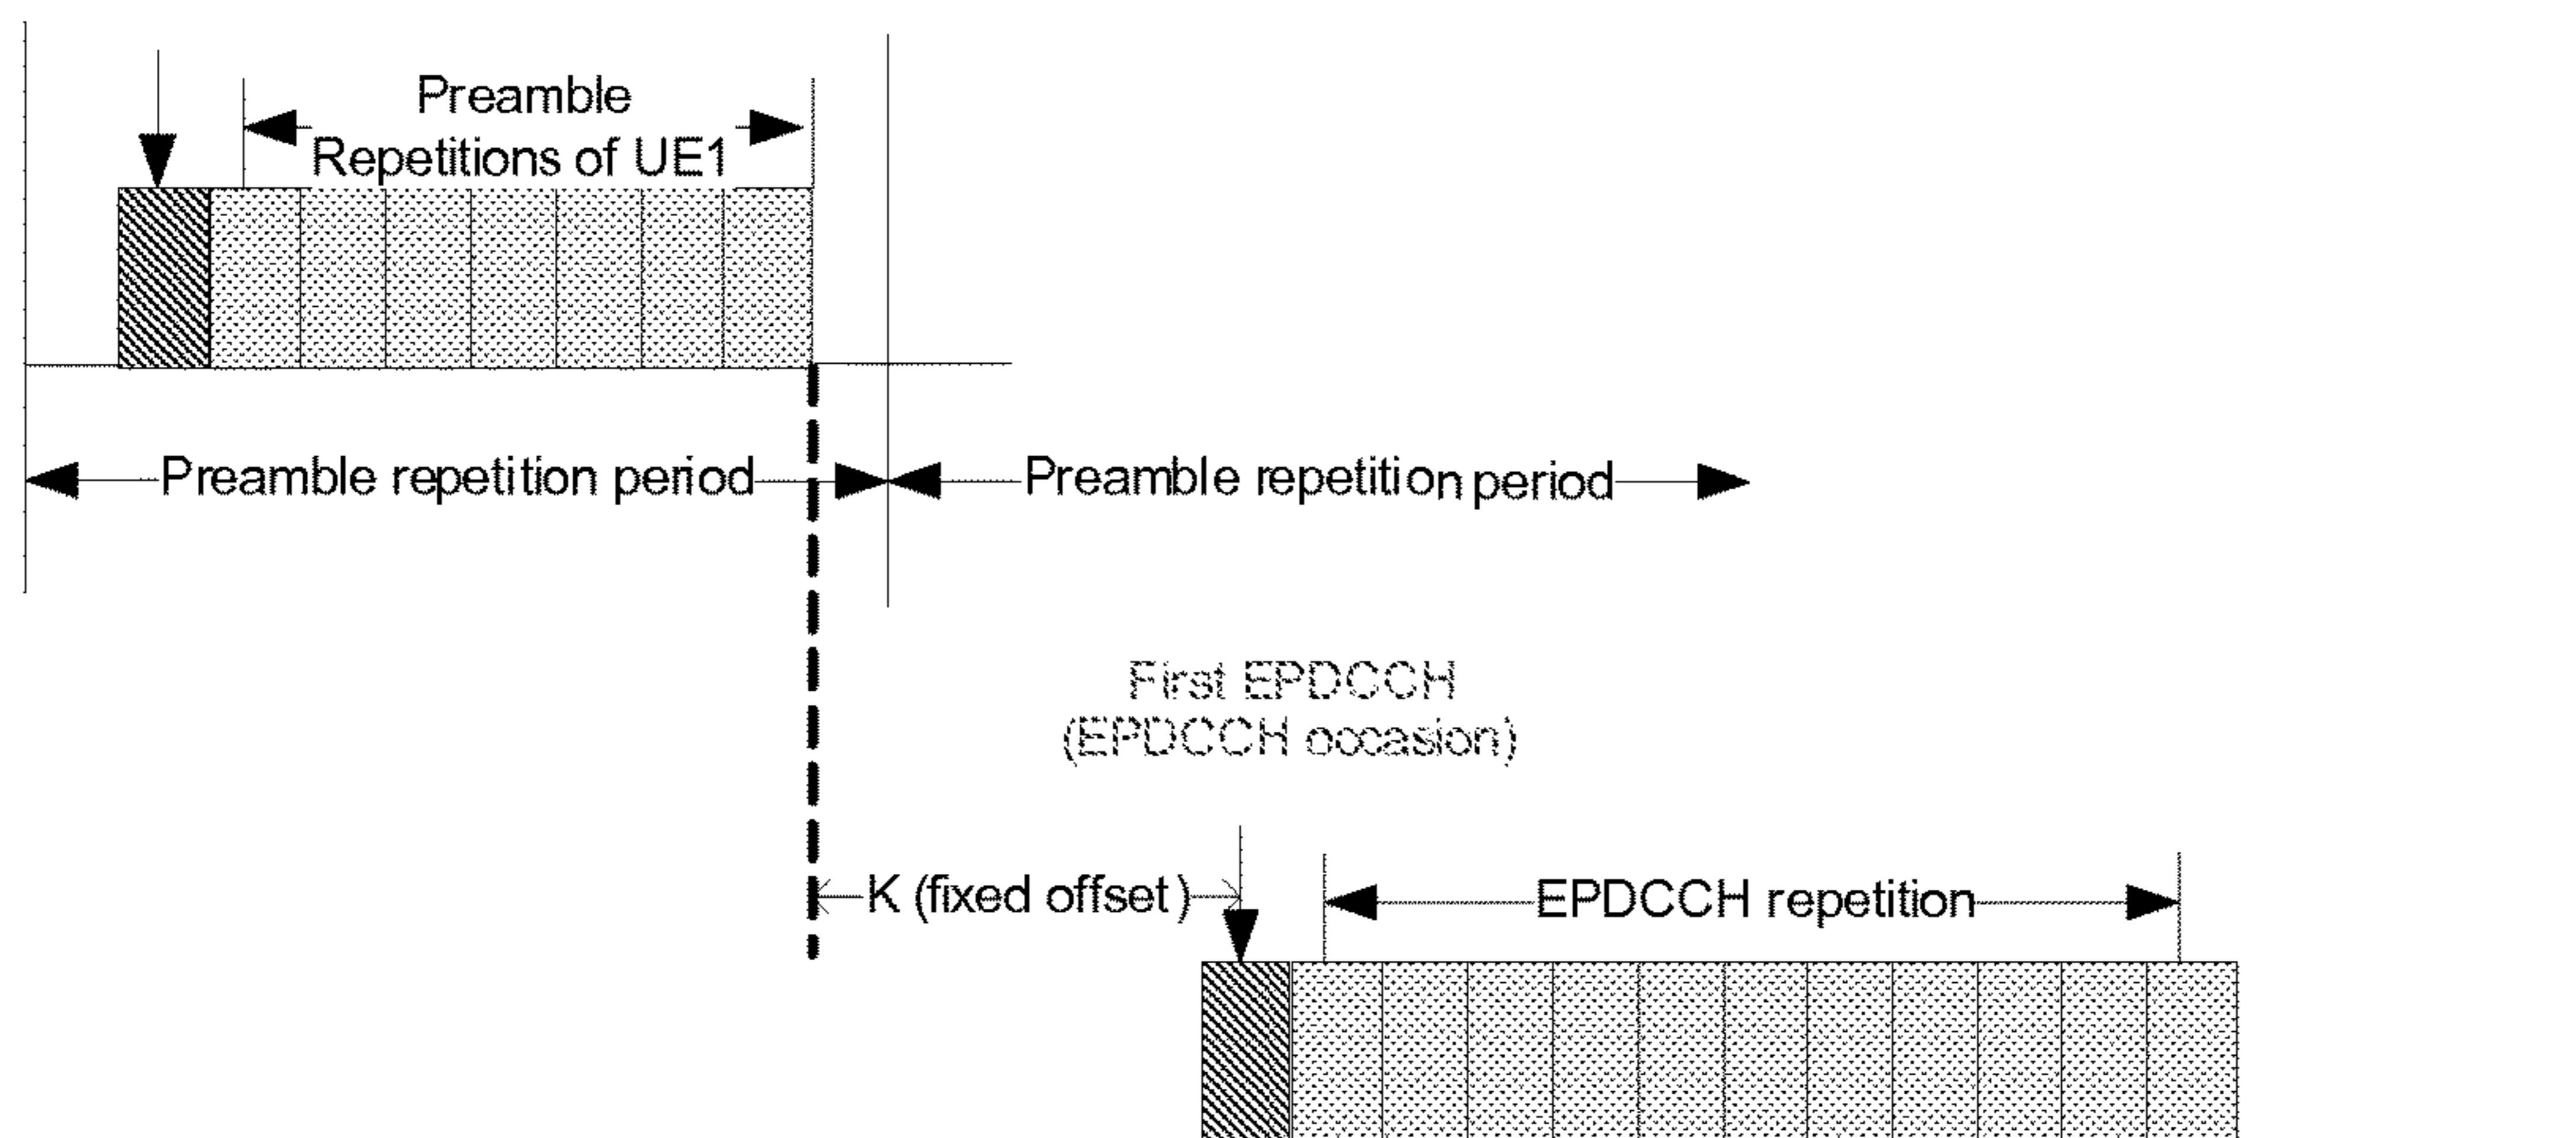 Preamble
Repetitions of UE1
Preamble repetition period
Preamble repetition period
First EPDCCH
(EPDCCH occasion)
K (fixed offset)
EPDCCH repetition